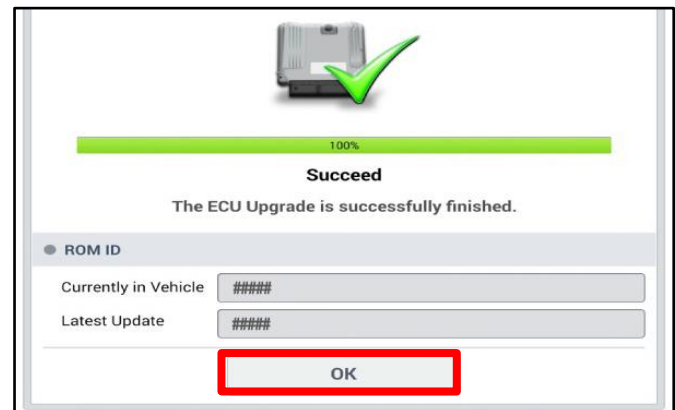 100%
Succeed
The ECU Upgrade is successfully finished.
ROM ID
Currently in Vehicle #####
Latest Update #####
OK